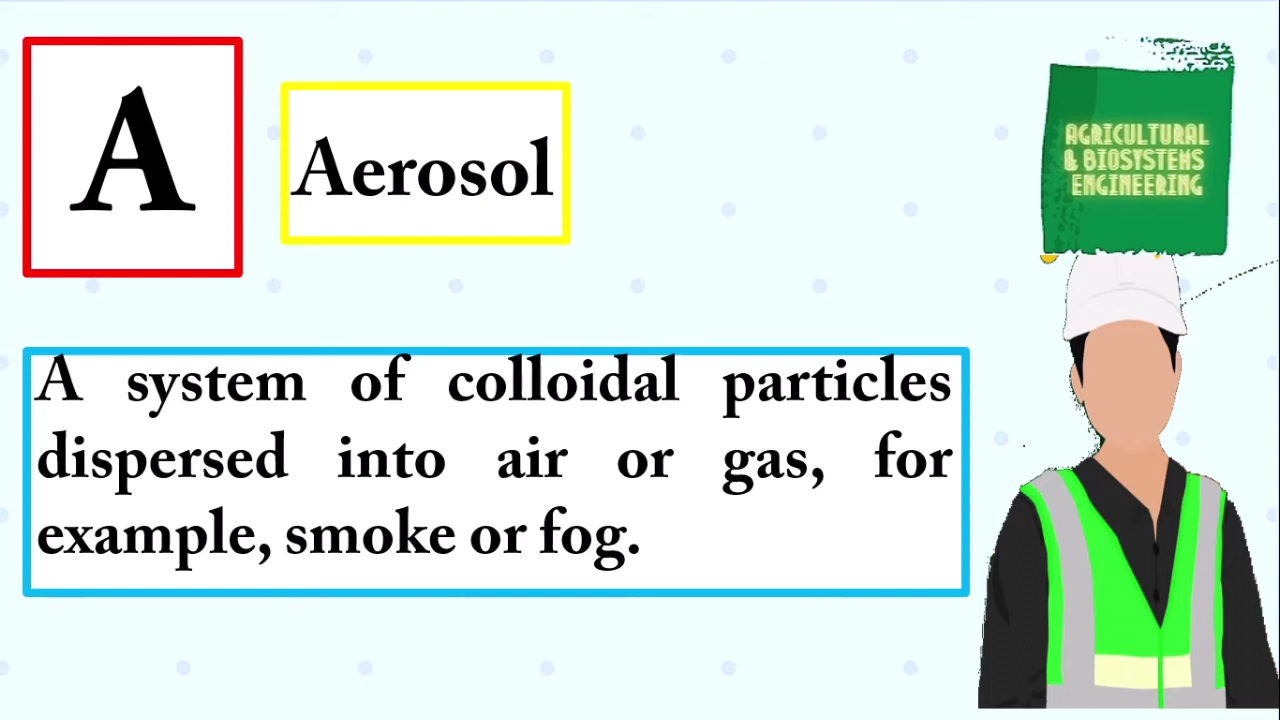 A
Aerosol
AGRICULTURAL
& BIOSYSTEMS
ENGINEERING
A system of colloidal particles
dispersed into air or gas, for
example, smoke or fog.